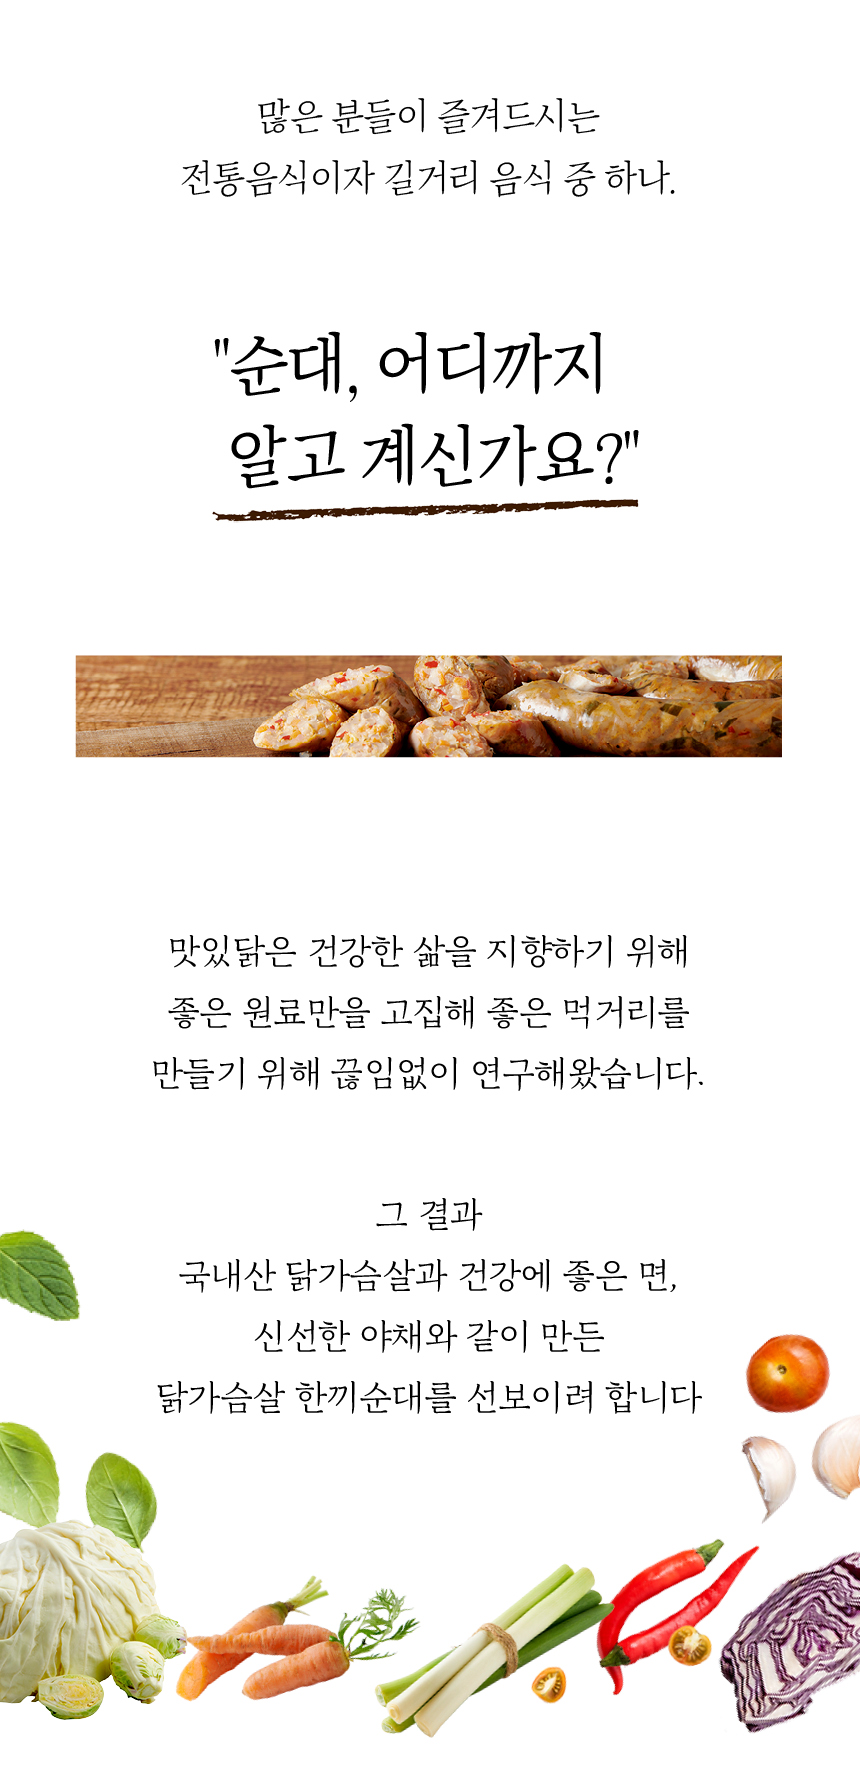 많은 분들이 즐겨드시는
전통음식이자 길거리 음식 중 하나.
"순대, 어디까지
알고 계신가요?"
맛있닭은 건강한 삶을 지향하기 위해
좋은 원료만을 고집해 좋은 먹거리를
만들기 위해 끊임없이 연구해왔습니다.
그 결과
국내산 닭가슴살과 건강에 좋은 면,
신선한 야채와 같이 만든
닭가슴살 한끼순대를 선보이려 합니다